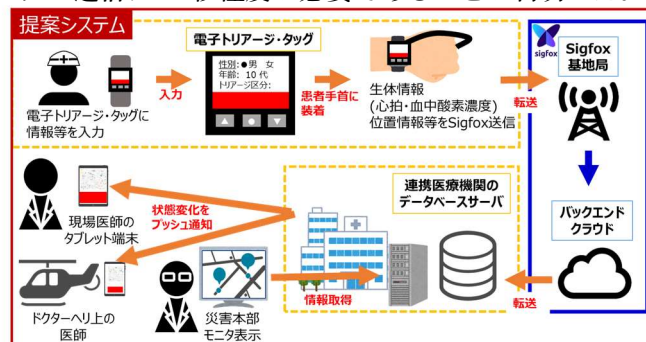 提案システム
電子トリアージ・タッグ
性別:●男 女
年齢: 10 代
トリアージ区分:
電子トリアージ・タッグに
情報等を入力
入力
患者手首に
装着
生体情報
(心拍・血中酸素濃度)
位置情報等をSigfox送信
転送
sigfox
Sigfox
基地局
バックエンド
クラウド
転送
連携医療機関の
データベースサーバ
情報取得
状態変化を
プッシュ通知
現場医師の
タブレット端末
ドクターヘリ上の
医師
災害本部
モニタ表示